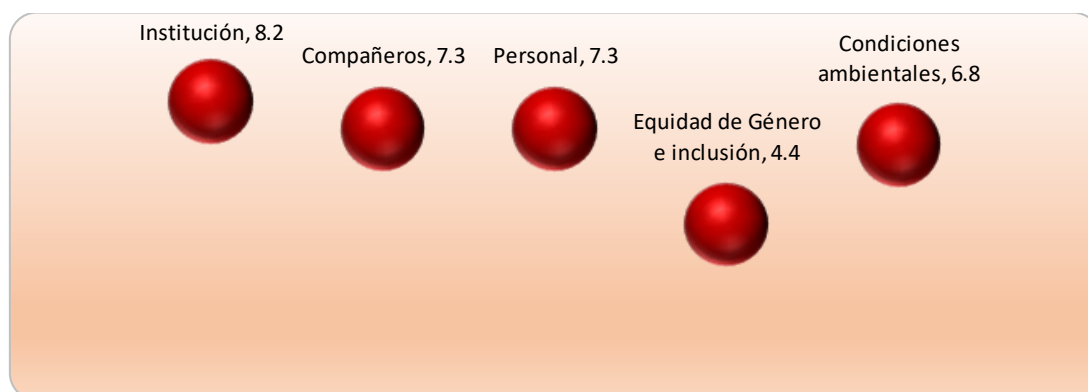 Institución, 8.2
Compañeros, 7.3
Personal, 7.3
Equidad de Género
e inclusión, 4.4
Condiciones
ambientales, 6.8